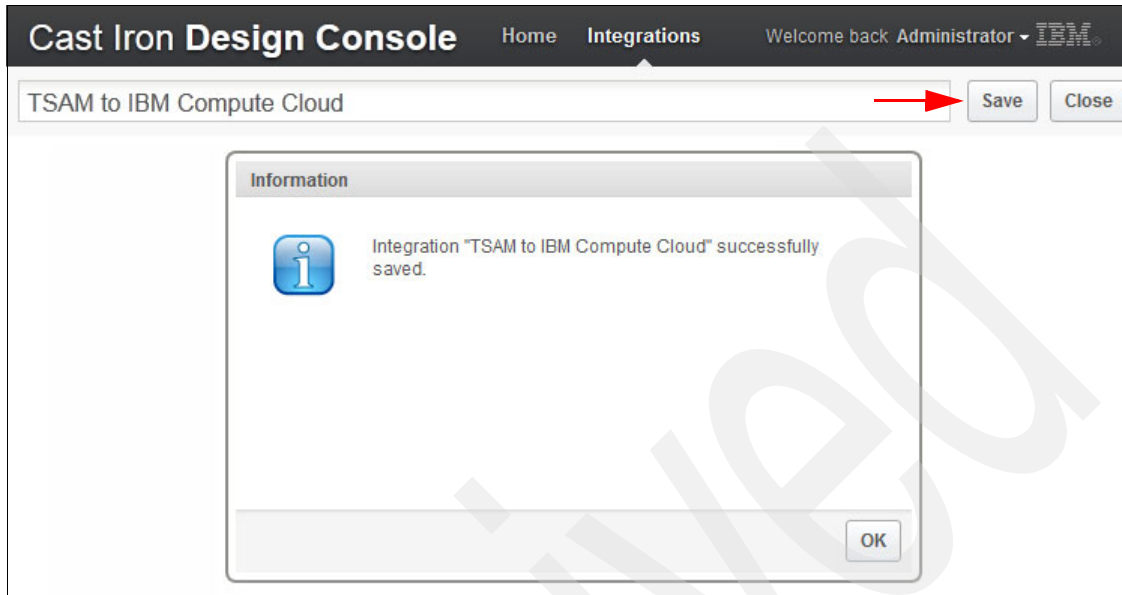 Cast Iron Design Console Home Integrations Welcome back Administrator IBM
TSAM to IBM Compute Cloud Save Close
Information
Integration "TSAM to IBM Compute Cloud" successfully
saved.
OK